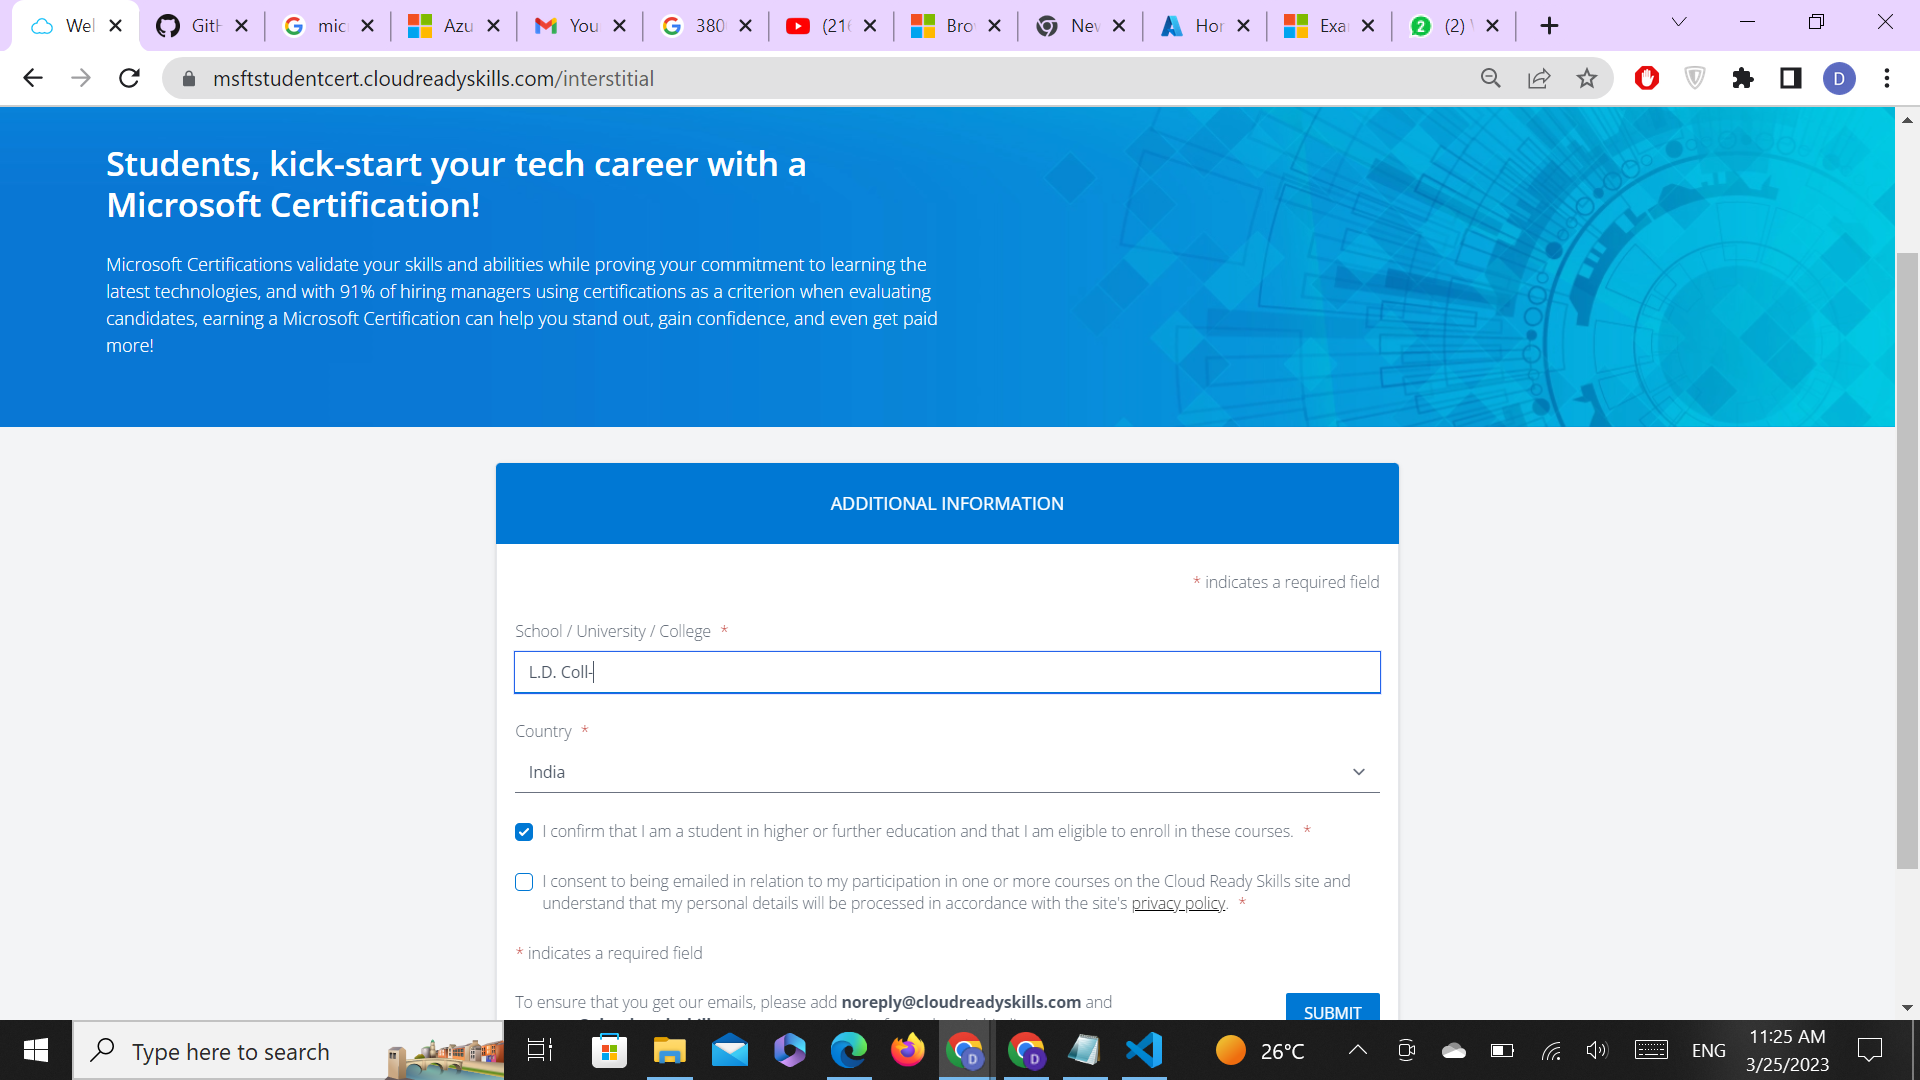 Wel
GitH
mic
Azu
You
380
(216
Bro
New
Hor
Exa
(2)
msftstudentcert.cloudreadyskills.com/interstitial
D
Students, kick-start your tech career with a
Microsoft Certification!
Microsoft Certifications validate your skills and abilities while proving your commitment to learning the
latest technologies, and with 91% of hiring managers using certifications as a criterion when evaluating
candidates, earning a Microsoft Certification can help you stand out, gain confidence, and even get paid
more!
ADDITIONAL INFORMATION
* indicates a required field
School / University / College *
L.D. Coll-
Country *
India
I confirm that I am a student in higher or further education and that I am eligible to enroll in these courses. *
I consent to being emailed in relation to my participation in one or more courses on the Cloud Ready Skills site and
understand that my personal details will be processed in accordance with the site's privacy policy. *
* indicates a required field
To ensure that you get our emails, please add noreply@cloudreadyskills.com and
SUBMIT
Type here to search
26°C
ENG
11:25 AM
3/25/2023